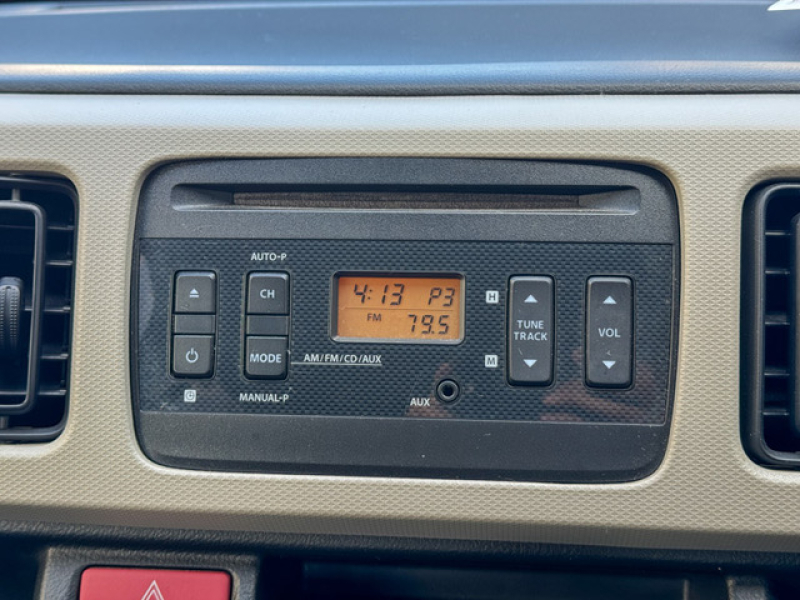 AUTO-P
CH
MODE
AM/FM/CD/AUX
MANUAL-P
4:13 P3
FM 79.5
AUX
H
M
TUNE
TRACK
VOL